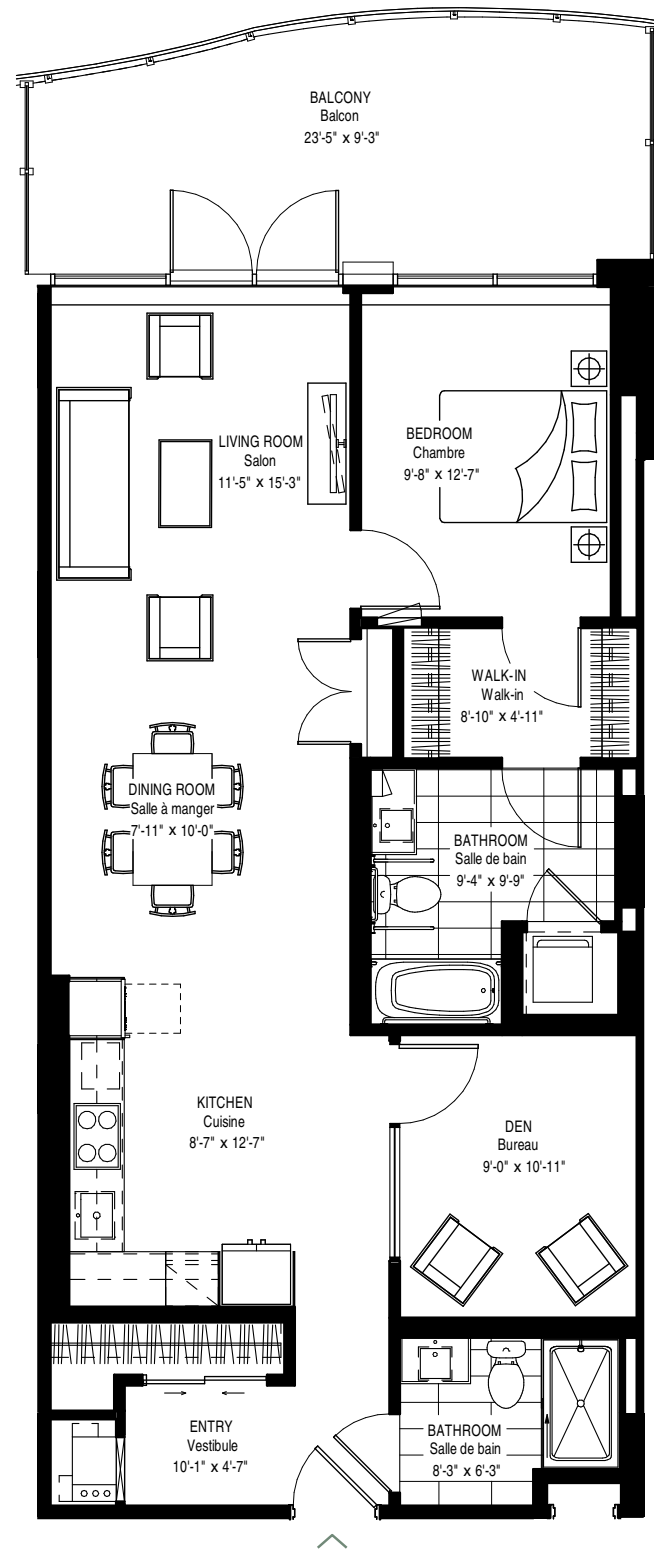 BALCONY
Balcon
23'-5" x 9'-3"
LIVING ROOM
Salon
11'-5" x 15'-3"
BEDROOM
Chambre
9'-8" x 12'-7"
WALK-IN
Walk-in
8'-10" x 4'-11"
DINING ROOM
Salle à manger
7'-11" x 10'-0"
BATHROOM
Salle de bain
9'-4" x 9'-9"
KITCHEN
Cuisine
8'-7" x 12'-7"
DEN
Bureau
9'-0" x 10'-11"
ENTRY
Vestibule
10'-1" x 4'-7"
BATHROOM
Salle de bain
8'-3" x 6'-3"